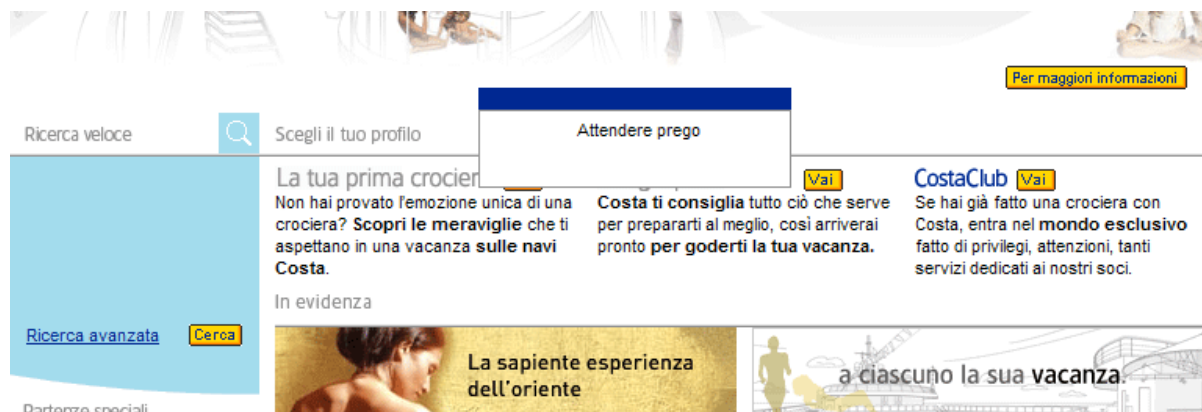 Per maggiori informazioni
Ricerca veloce
Scegli il tuo profilo
Attendere prego
La tua prima
Vai
CostaClub Vai
Non hai provato l'emozione unica di una
crociera? Scopri le meraviglie che ti
aspettano in una vacanza sulle navi
Costa.
Costa ti consiglia tutto ciò che serve
per prepararti al meglio, così arriverai
pronto per goderti la tua vacanza.
Se hai già fatto una crociera con
Costa, entra nel mondo esclusivo
fatto di privilegi, attenzioni, tanti
servizi dedicati ai nostri soci.
In evidenza
Ricerca avanzata Cerca
La sapiente esperienza
dell'oriente
a ciascuno la sua vacanza.
Partenze speciali